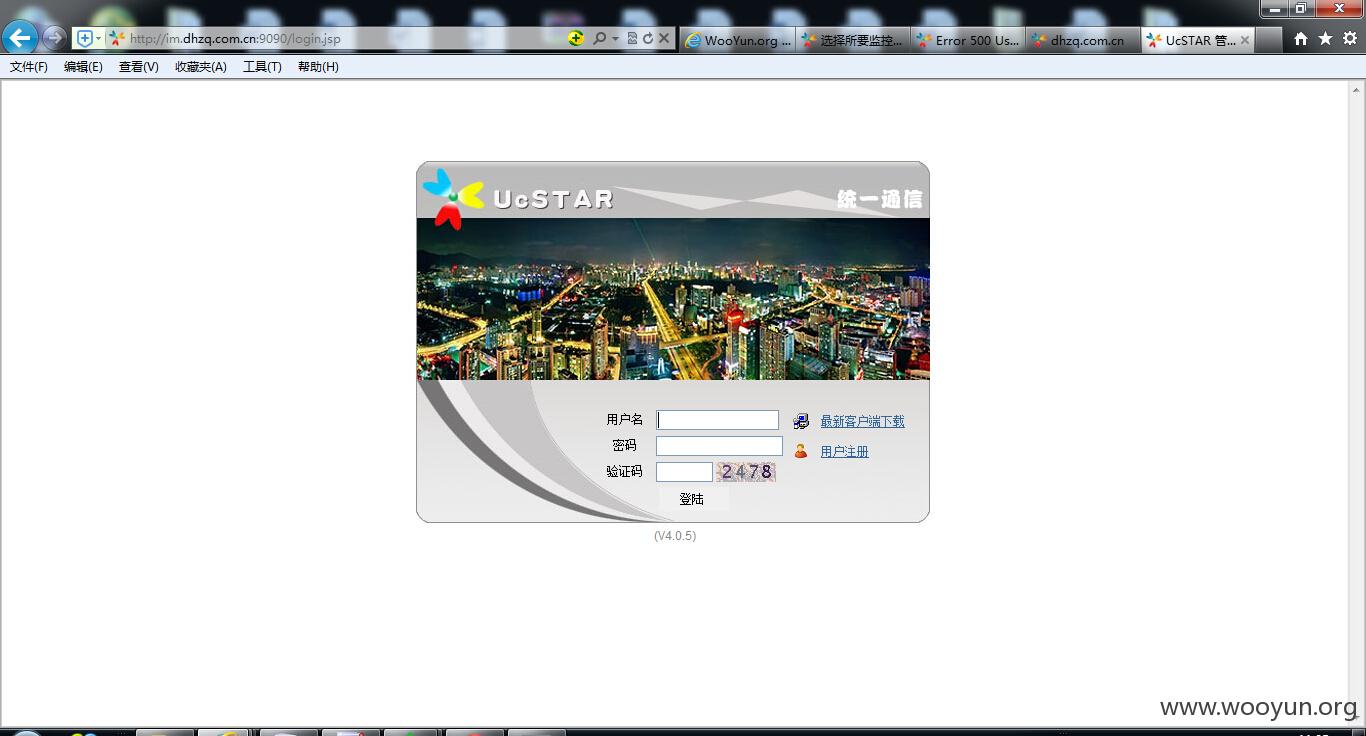 http://im.dhzq.com.cn:9090/login.jsp
WooYun.org ...
选择所要监控...
Error 500 Us...
dhzq.com.cn
UcSTAR 管...
文件(F) 编辑(E) 查看(V) 收藏夹(A) 工具(T) 帮助(H)
UcSTAR
统一通信
用户名
最新客户端下载
密码
用户注册
验证码
2478
登陆
(V4.0.5)
www.wooyun.org